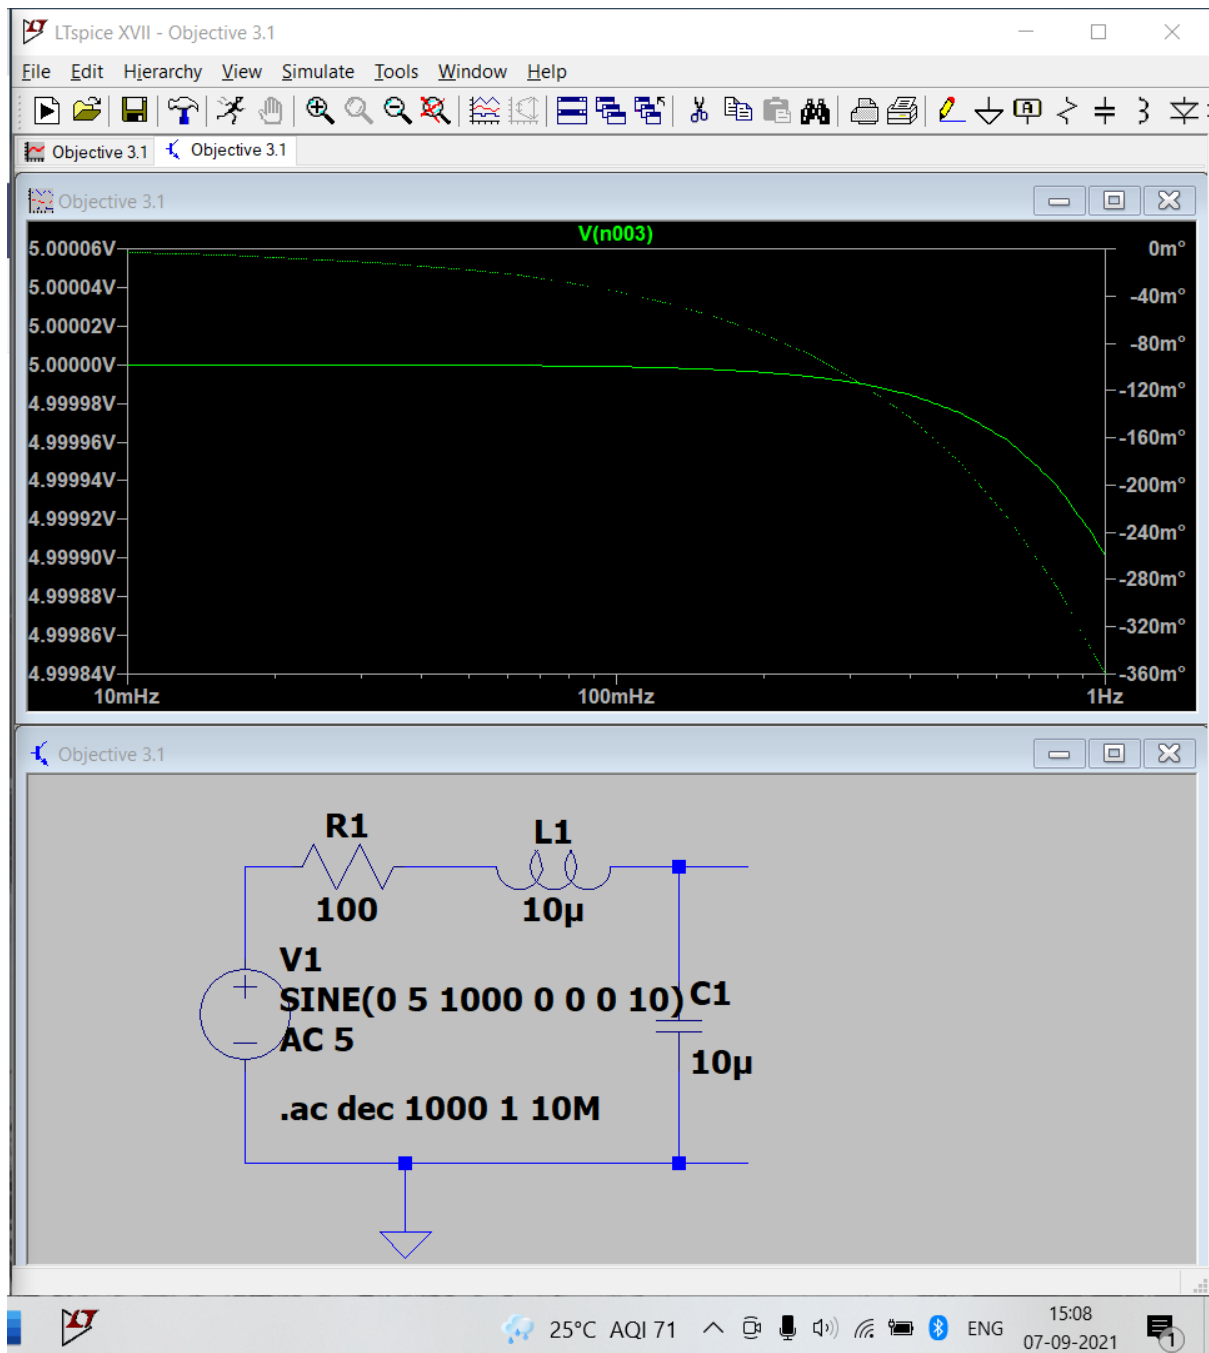 LTspice XVII - Objective 3.1
File Edit Hierarchy View Simulate Tools Window Help
Objective 3.1 Objective 3.1
Objective 3.1
V(n003)
5.00006V 0m°
5.00004V -40m°
5.00002V -80m°
5.00000V
4.99998V -120m°
4.99996V -160m°
4.99994V -200m°
4.99992V -240m°
4.99990V -280m°
4.99988V
4.99986V -320m°
4.99984V -360m°
10mHz 100mHz 1Hz
Objective 3.1
R1 L1
100 10µ
V1
SINE(0 5 1000 0 0 0 10) C1
AC 5
10µ
.ac dec 1000 1 10M
25°C AQI 71 ENG 15:08
07-09-2021 1